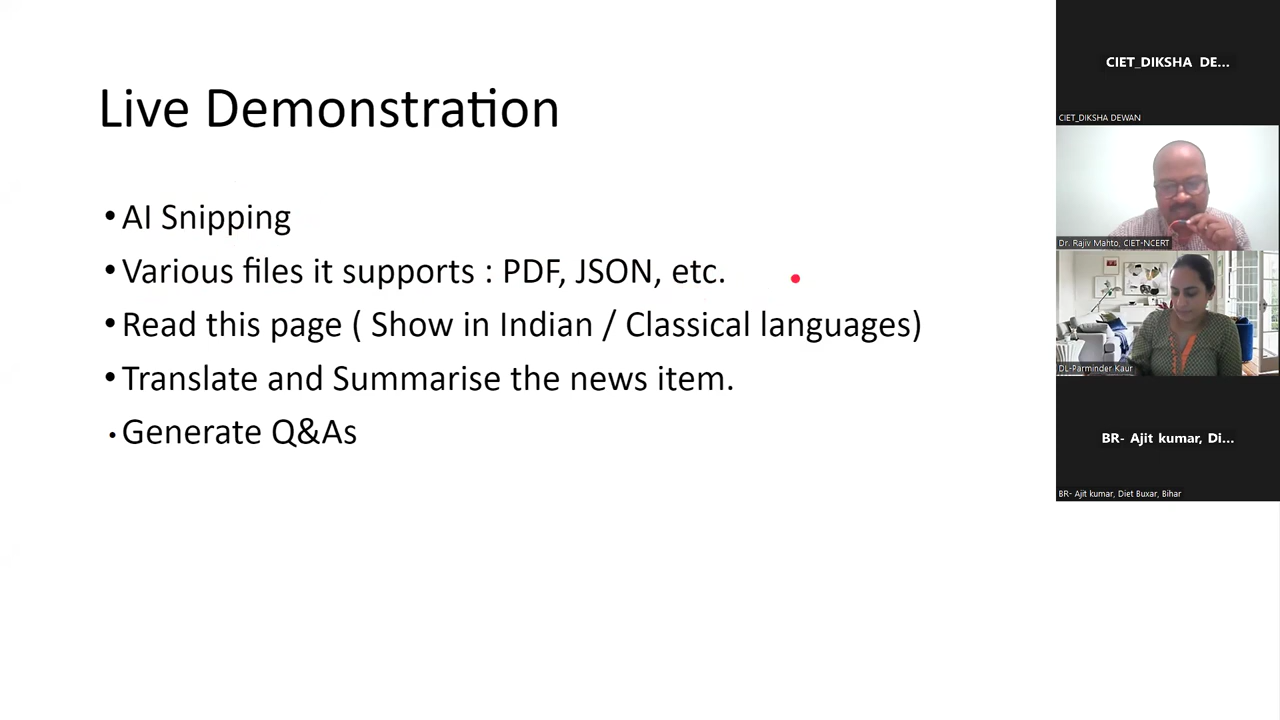 Live Demonstration
•AI Snipping
•Various files it supports : PDF, JSON, etc.
•Read this page ( Show in Indian / Classical languages)
•Translate and Summarise the news item.
•Generate Q&As
CIET_DIKSHA DE...
CIET_DIKSHA DEWAN
Dr. Rajiv Mahto, CIET-NCERT
DL-Parminder Kaur
BR- Ajit kumar, Di...
BR- Ajit kumar, Diet Buxar, Bihar